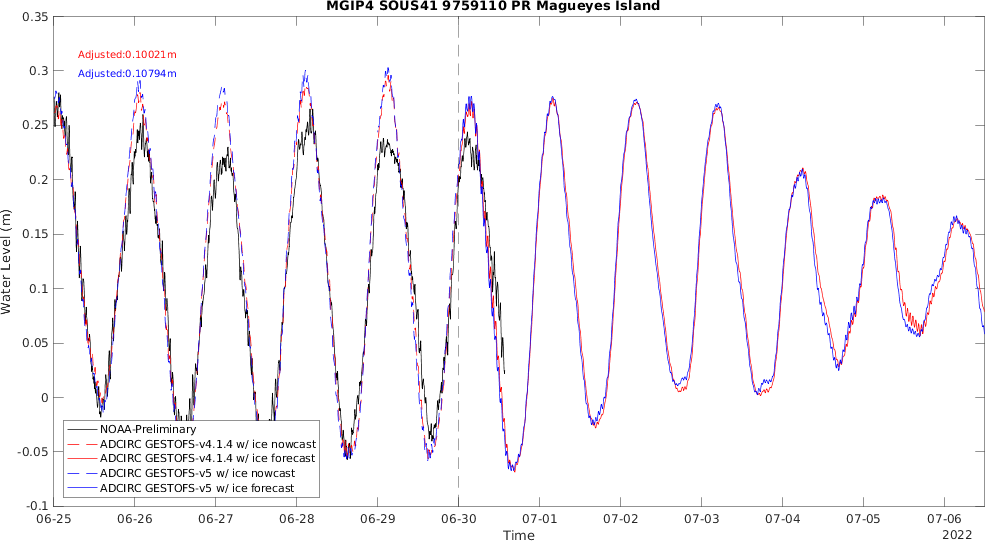 MGIP4 SOUS41 9759110 PR Magueyes Island
0.35
0.3
0.25
0.2
0.15
0.1
0.05
0
-0.05
-0.1
Water Level (m)
Adjusted:0.10021m
Adjusted:0.10794m
NOAA-Preliminary
ADCIRC GESTOFS-v4.1.4 w/ ice nowcast
ADCIRC GESTOFS-v4.1.4 w/ ice forecast
ADCIRC GESTOFS-v5 w/ ice nowcast
ADCIRC GESTOFS-v5 w/ ice forecast
06-25 06-26 06-27 06-28 06-29 06-30 07-01 07-02 07-03 07-04 07-05 07-06
Time
2022